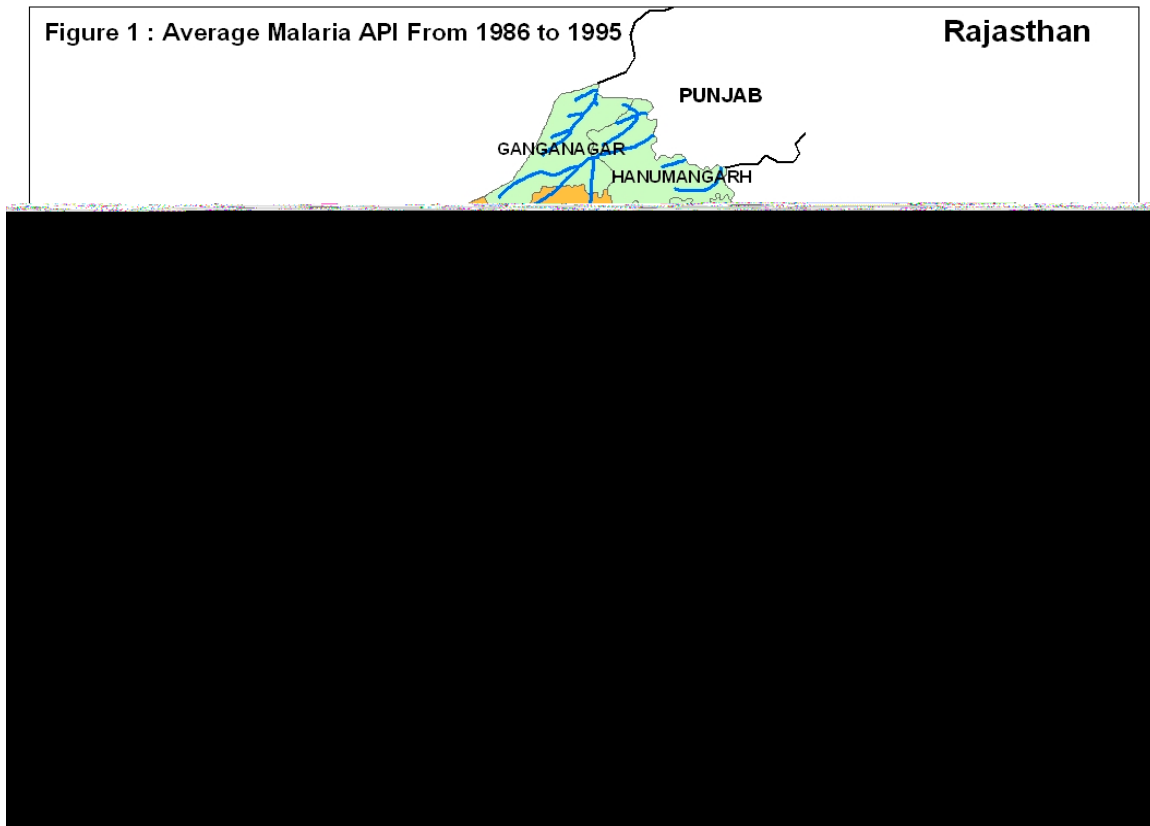 Figure 1 : Average Malaria API From 1986 to 1995
Rajasthan
PUNJAB
GANGANAGAR
HANUMANGARH